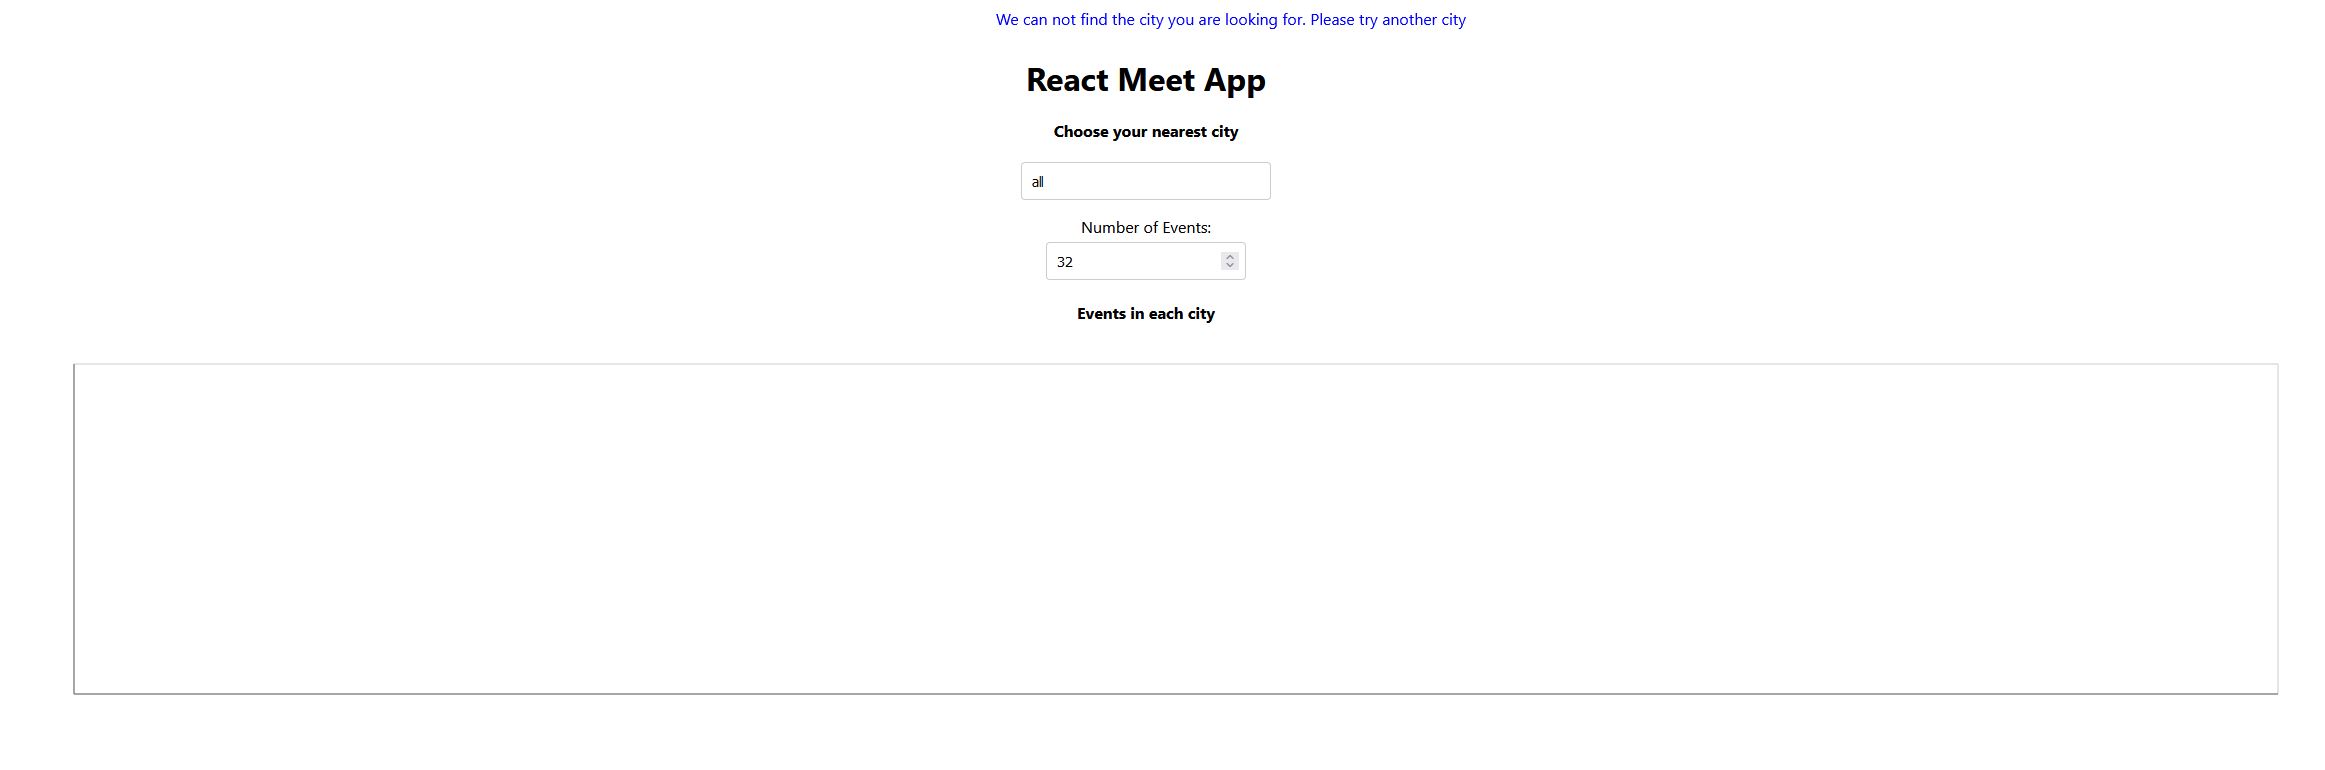 We can not find the city you are looking for. Please try another city
React Meet App
Choose your nearest city
all
Number of Events:
32
Events in each city